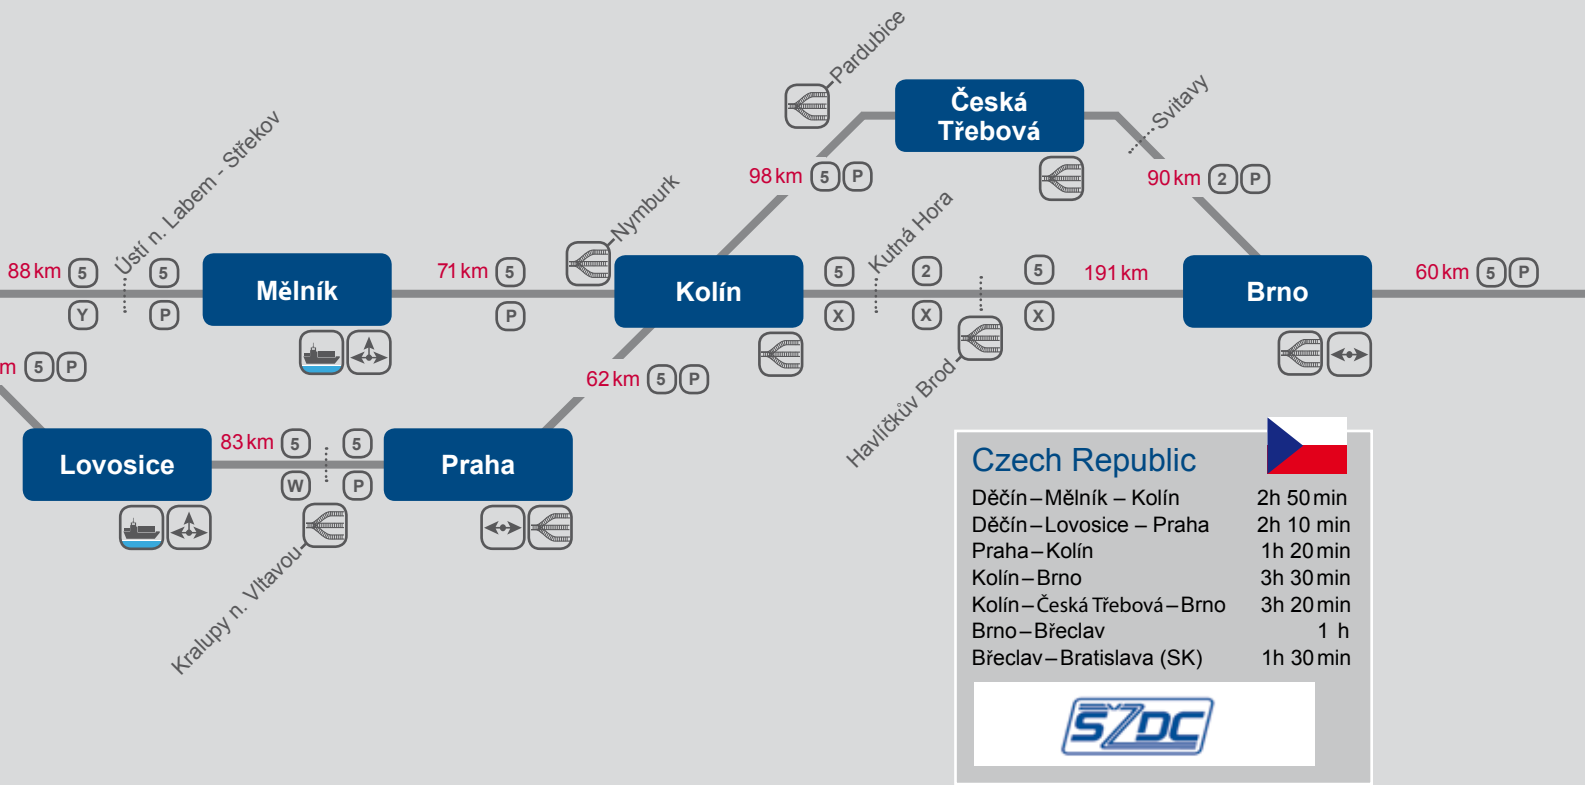 Pardubice
Česká
Třebová
Svitavy
98 km 5 P
90 km 2 P
Ústí n. Labem - Střekov
Nymburk
Kutná Hora
88 km 5
5
Y
P
Mělník
71 km 5
P
Kolín
5
2
5
X
X
X
191 km
Brno
60 km 5 P
Havlíčkův Brod
m 5 P
62 km 5 P
Lovosice
83 km 5
5
W
P
Praha
Kralupy n. Vltavou
Czech Republic
Děčín – Mělník – Kolín 2h 50 min
Děčín – Lovosice – Praha 2h 10 min
Praha – Kolín 1h 20 min
Kolín – Brno 3h 30 min
Kolín – Česká Třebová – Brno 3h 20 min
Brno – Břeclav 1 h
Břeclav – Bratislava (SK) 1h 30 min
SŽDC